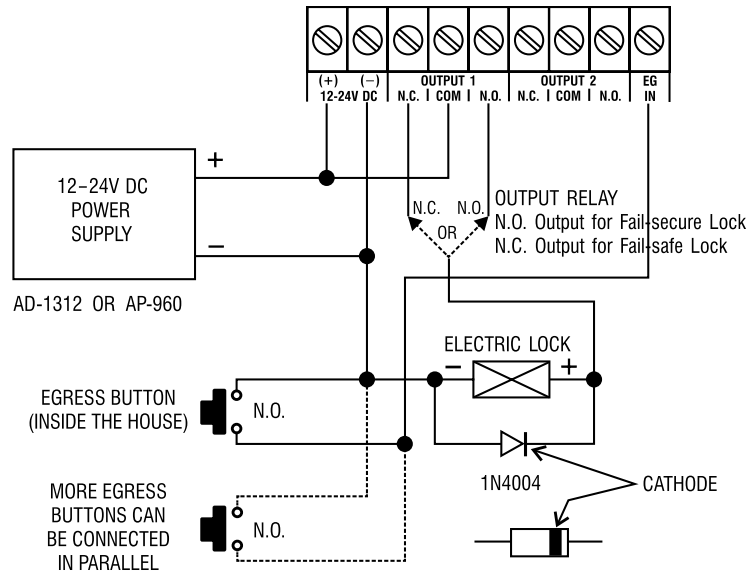 (+) (−) OUTPUT 1 OUTPUT 2 EG
12-24V DC N.C. COM N.O. N.C. COM N.O. IN
+
12−24V DC
POWER
SUPPLY
−
AD-1312 OR AP-960
N.C. N.O.
OR
OUTPUT RELAY
N.O. Output for Fail-secure Lock
N.C. Output for Fail-safe Lock
ELECTRIC LOCK
− +
EGRESS BUTTON
(INSIDE THE HOUSE)
N.O.
1N4004
CATHODE
MORE EGRESS
BUTTONS CAN
BE CONNECTED
IN PARALLEL
N.O.